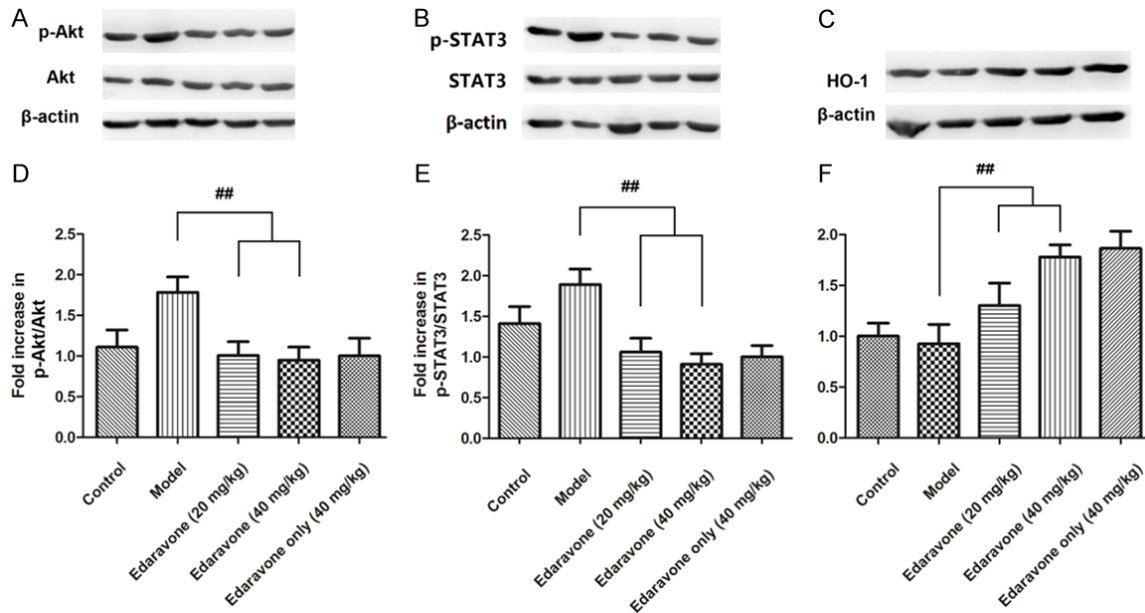 A
p-Akt
Akt
β-actin
B
p-STAT3
STAT3
β-actin
C
HO-1
β-actin
D
##
Fold increase in
p-Akt/Akt
2.5
2.0
1.5
1.0
0.5
0.0
Control
Model
Edaravone (20 mg/kg)
Edaravone (40 mg/kg)
Edaravone only (40 mg/kg)
E
##
Fold increase in
p-STAT3/STAT3
2.5
2.0
1.5
1.0
0.5
0.0
Control
Model
Edaravone (20 mg/kg)
Edaravone (40 mg/kg)
Edaravone only (40 mg/kg)
F
##
2.0
1.5
1.0
0.5
0.0
Control
Model
Edaravone (20 mg/kg)
Edaravone (40 mg/kg)
Edaravone only (40 mg/kg)